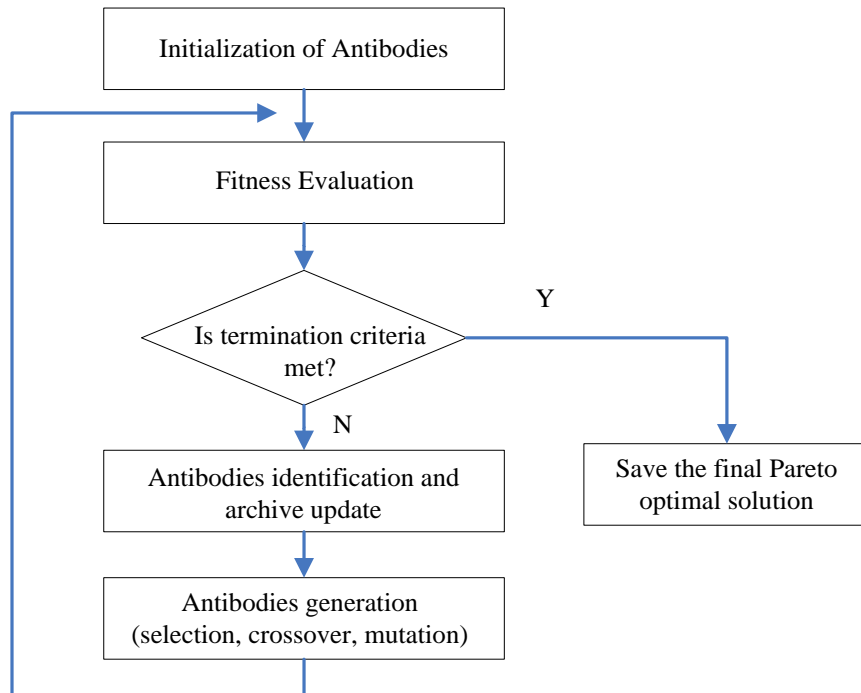 Initialization of Antibodies
Fitness Evaluation
Y
Is termination criteria
met?
N
Antibodies identification and
archive update
Save the final Pareto
optimal solution
Antibodies generation
(selection, crossover, mutation)